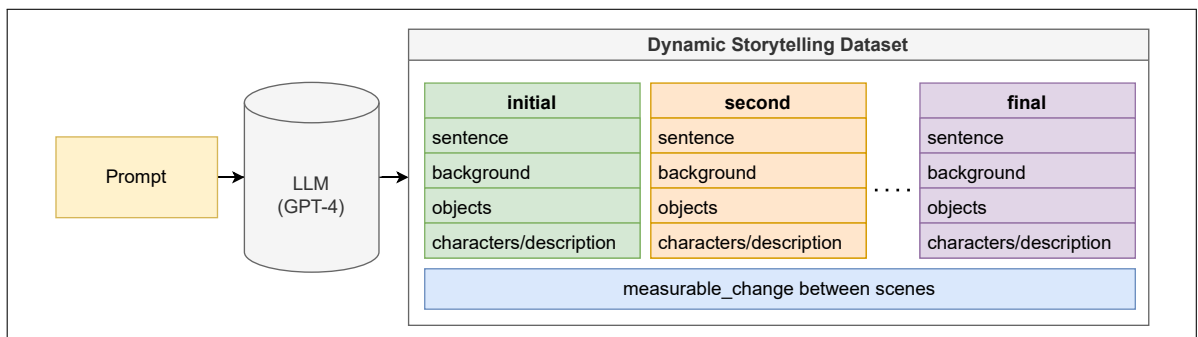 Dynamic Storytelling Dataset
Prompt
LLM
(GPT-4)
initial
sentence
background
objects
characters/description
second
sentence
background
objects
characters/description
....
final
sentence
background
objects
characters/description
measurable_change between scenes